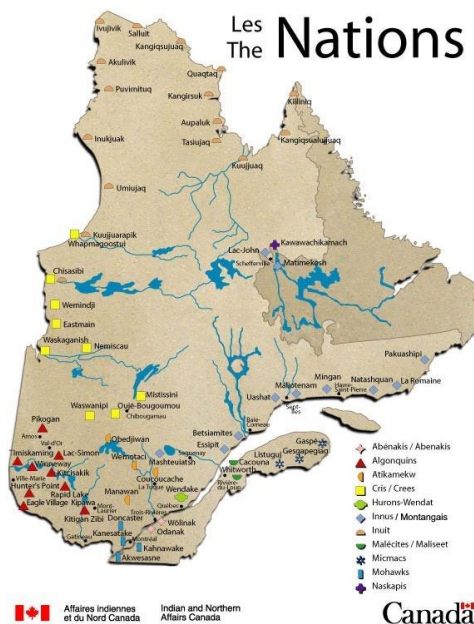 Les
The
Nations
Ivujivik
Salluit
Kangiqsujuaq
Akulivik
Quaqtaq
Puvirnituq
Kangirsuk
Killiniq
Aupaluk
Kangiqsualujjuaq
Inukjuak
Tasiujaq
Kuujjuaq
Umiujaq
Kuujjuarapik
Whapmagoostui
Kawawachikamach
Lac-John
Schefferville
Matimekosh
Chisasibi
Wemindji
Eastmain
Waskaganish
Nemiscau
Pakuashipi
Mingan
Natashquan
La Romaine
Mistissini
Uashat
Maliotenam
Havre-
Saint-Pierre
Sept-
Îles
Waswanipi
Oujé-Bougoumou
Chibougamau
Pikogan
Betsiamites
Baie-
Comeau
Amos
Val-d'Or
Obedjiwan
Essipit
Gaspé
Timiskaming
Lac-Simon
Wemotaci
Mashteuiatsh
Saguenay
Listuguj
Gesgapegiag
Winneway
Kitcisakik
Cacouna
Ville-Marie
Coucoucache
Whitworth
Hunter's Point
La Tuque
Rivière-
du-Loup
Rapid Lake
Manawan
Wendake
Eagle Village
Kipawa
Mont-
Laurier
Trois-Rivières
Québec
Kitigan Zibi
Doncaster
Wôlinak
Gatineau
Kanesatake
Odanak
Montréal
Kahnawake
Akwesasne
Abénakis / Abenakis
Algonquins
Atikamekw
Cris / Crees
Hurons-Wendat
Innus / Montangais
Inuit
Malécites / Maliseet
Micmacs
Mohawks
Naskapis
Affaires indiennes
et du Nord Canada
Indian and Northern
Affairs Canada
Canada